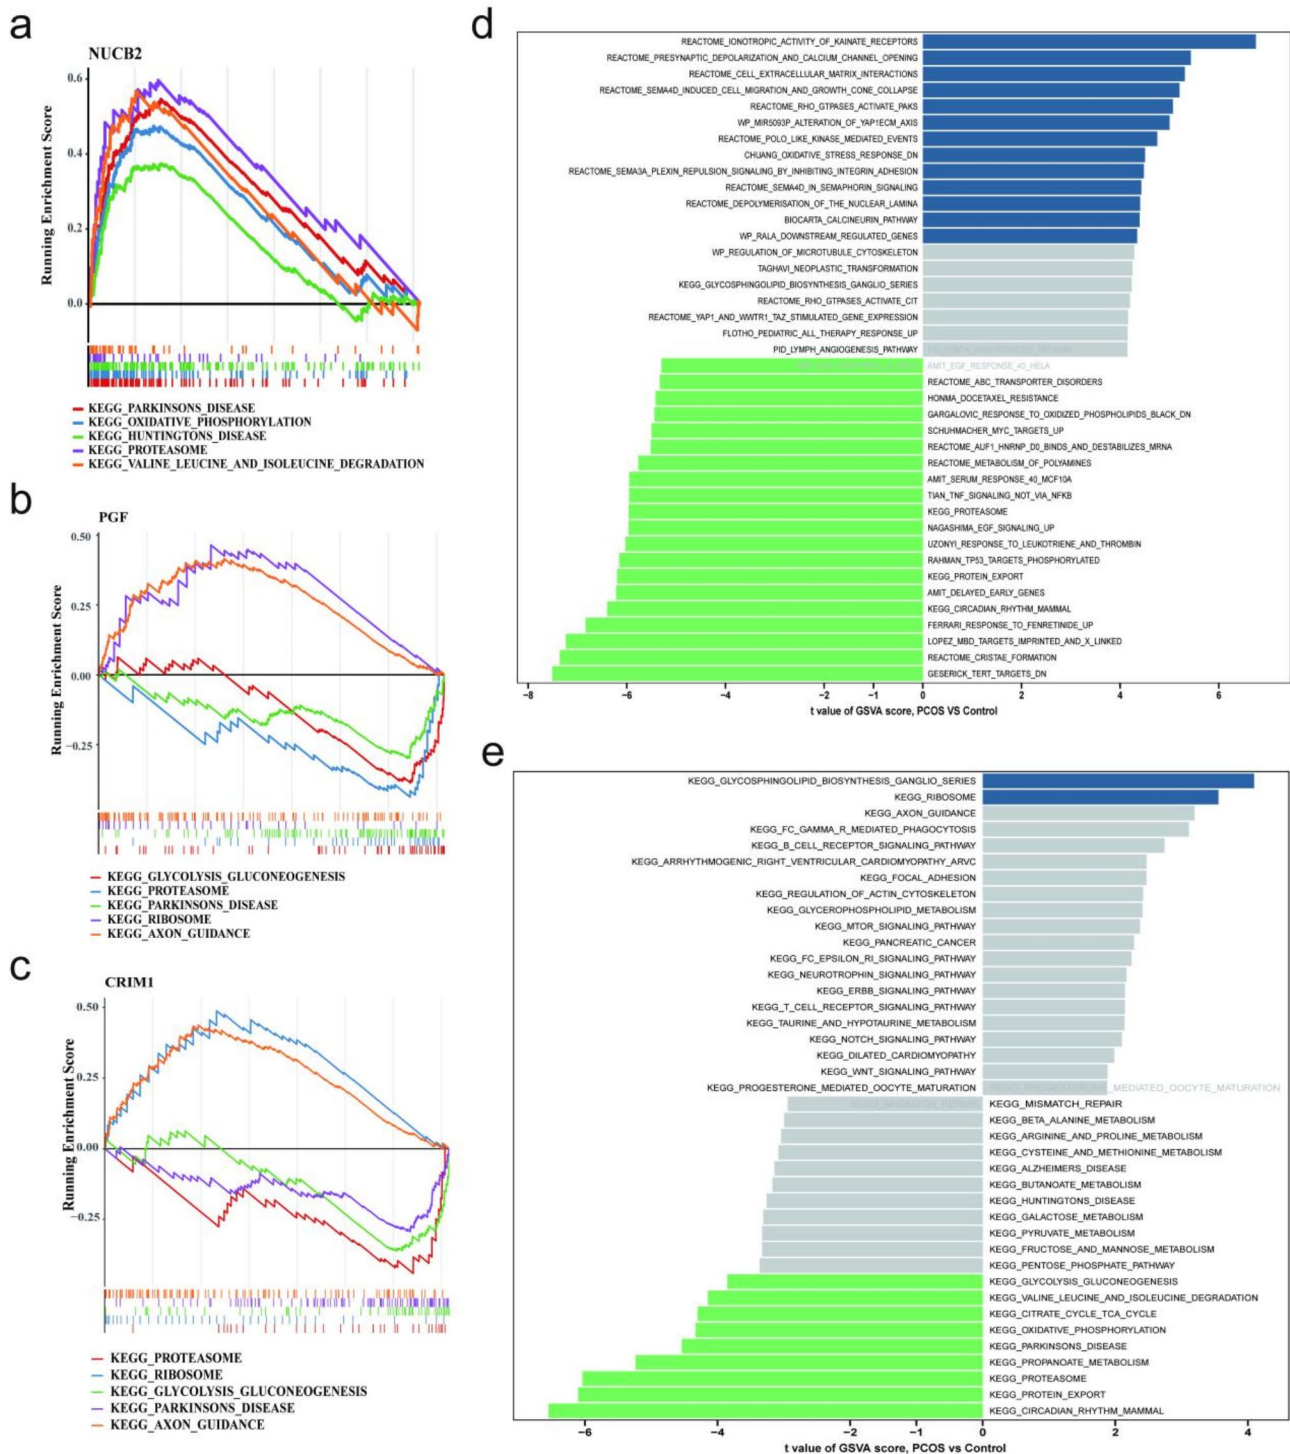 a
NUCB2
Running Enrichment Score
0.6
0.4
0.2
0.0
KEGG_PARKINSONS_DISEASE
KEGG_OXIDATIVE_PHOSPHORYLATION
KEGG_HUNTINGTONS_DISEASE
KEGG_PROTEASOME
KEGG_VALINE_LEUCINE_AND_ISOLEUCINE_DEGRADATION
b
PGF
Running Enrichment Score
0.50
0.25
0.00
−0.25
KEGG_GLYCOLYSIS_GLUCONEOGENESIS
KEGG_PROTEASOME
KEGG_PARKINSONS_DISEASE
KEGG_RIBOSOME
KEGG_AXON_GUIDANCE
c
CRIM1
Running Enrichment Score
0.50
0.25
0.00
−0.25
KEGG_PROTEASOME
KEGG_RIBOSOME
KEGG_GLYCOLYSIS_GLUCONEOGENESIS
KEGG_PARKINSONS_DISEASE
KEGG_AXON_GUIDANCE
d
REACTOME_IONOTROPIC_ACTIVITY_OF_KAINATE_RECEPTORS
REACTOME_PRESYNAPTIC_DEPOLARIZATION_AND_CALCIUM_CHANNEL_OPENING
REACTOME_CELL_EXTRACELLULAR_MATRIX_INTERACTIONS
REACTOME_SEMA4D_INDUCED_CELL_MIGRATION_AND_GROWTH_CONE_COLLAPSE
REACTOME_RHO_GTPASES_ACTIVATE_PAKS
WP_MIR5093P_ALTERATION_OF_YAP1ECM_AXIS
REACTOME_POLO_LIKE_KINASE_MEDIATED_EVENTS
CHUANG_OXIDATIVE_STRESS_RESPONSE_DN
REACTOME_SEMA3A_PLEXIN_REPULSION_SIGNALING_BY_INHIBITING_INTEGRIN_ADHESION
REACTOME_SEMA4D_IN_SEMAPHORIN_SIGNALING
REACTOME_DEPOLYMERISATION_OF_THE_NUCLEAR_LAMINA
BIOCARTA_CALCINEURIN_PATHWAY
WP_RALA_DOWNSTREAM_REGULATED_GENES
WP_REGULATION_OF_MICROTUBULE_CYTOSKELETON
TAGHAVI_NEOPLASTIC_TRANSFORMATION
KEGG_GLYCOSPHINGOLIPID_BIOSYNTHESIS_GANGLIO_SERIES
REACTOME_RHO_GTPASES_ACTIVATE_CIT
REACTOME_YAP1_AND_WWTR1_TAZ_STIMULATED_GENE_EXPRESSION
FLOTHO_PEDIATRIC_ALL_THERAPY_RESPONSE_UP
PID_LYMPH_ANGIOGENESIS_PATHWAY
AMIT_EGF_RESPONSE_40_HELA
REACTOME_ABC_TRANSPORTER_DISORDERS
HONMA_DOCETAXEL_RESISTANCE
GARGALOVIC_RESPONSE_TO_OXIDIZED_PHOSPHOLIPIDS_BLACK_DN
SCHUHMACHER_MYC_TARGETS_UP
REACTOME_AUF1_HNRNP_D0_BINDS_AND_DESTABILIZES_MRNA
REACTOME_METABOLISM_OF_POLYAMINES
AMIT_SERUM_RESPONSE_40_MCF10A
TIAN_TNF_SIGNALING_NOT_VIA_NFKB
KEGG_PROTEASOME
NAGASHIMA_EGF_SIGNALING_UP
UZONYI_RESPONSE_TO_LEUKOTRIENE_AND_THROMBIN
RAHMAN_TP53_TARGETS_PHOSPHORYLATED
KEGG_PROTEIN_EXPORT
AMIT_DELAYED_EARLY_GENES
KEGG_CIRCADIAN_RHYTHM_MAMMAL
FERRARI_RESPONSE_TO_FENRETINIDE_UP
LOPEZ_MBD_TARGETS_IMPRINTED_AND_X_LINKED
REACTOME_CRISTAE_FORMATION
GESERICK_TERT_TARGETS_DN
−8 −6 −4 −2 −1 0 2 4 6
t value of GSVA score, PCOS VS Control
e
KEGG_GLYCOSPHINGOLIPID_BIOSYNTHESIS_GANGLIO_SERIES
KEGG_RIBOSOME
KEGG_AXON_GUIDANCE
KEGG_FC_GAMMA_R_MEDIATED_PHAGOCYTOSIS
KEGG_B_CELL_RECEPTOR_SIGNALING_PATHWAY
KEGG_ARRHYTHMOGENIC_RIGHT_VENTRICULAR_CARDIOMYOPATHY_ARVC
KEGG_FOCAL_ADHESION
KEGG_REGULATION_OF_ACTIN_CYTOSKELETON
KEGG_GLYCEROPHOSPHOLIPID_METABOLISM
KEGG_MTOR_SIGNALING_PATHWAY
KEGG_PANCREATIC_CANCER
KEGG_FC_EPSILON_RI_SIGNALING_PATHWAY
KEGG_NEUROTROPHIN_SIGNALING_PATHWAY
KEGG_ERBB_SIGNALING_PATHWAY
KEGG_T_CELL_RECEPTOR_SIGNALING_PATHWAY
KEGG_TAURINE_AND_HYPOTAURINE_METABOLISM
KEGG_NOTCH_SIGNALING_PATHWAY
KEGG_DILATED_CARDIOMYOPATHY
KEGG_WNT_SIGNALING_PATHWAY
KEGG_PROGESTERONE_MEDIATED_OOCYTE_MATURATION KEGG_PROGESTERONE_MEDIATED_OOCYTE_MATURATION
KEGG_MISMATCH_REPAIR KEGG_MISMATCH_REPAIR
KEGG_BETA_ALANINE_METABOLISM
KEGG_ARGININE_AND_PROLINE_METABOLISM
KEGG_CYSTEINE_AND_METHIONINE_METABOLISM
KEGG_ALZHEIMERS_DISEASE
KEGG_BUTANOATE_METABOLISM
KEGG_HUNTINGTONS_DISEASE
KEGG_GALACTOSE_METABOLISM
KEGG_PYRUVATE_METABOLISM
KEGG_FRUCTOSE_AND_MANNOSE_METABOLISM
KEGG_PENTOSE_PHOSPHATE_PATHWAY
KEGG_GLYCOLYSIS_GLUCONEOGENESIS
KEGG_VALINE_LEUCINE_AND_ISOLEUCINE_DEGRADATION
KEGG_CITRATE_CYCLE_TCA_CYCLE
KEGG_OXIDATIVE_PHOSPHORYLATION
KEGG_PARKINSONS_DISEASE
KEGG_PROPANOATE_METABOLISM
KEGG_PROTEASOME
KEGG_PROTEIN_EXPORT
KEGG_CIRCADIAN_RHYTHM_MAMMAL
−6 −4 −2 0 2 4
t value of GSVA score, PCOS vs Control